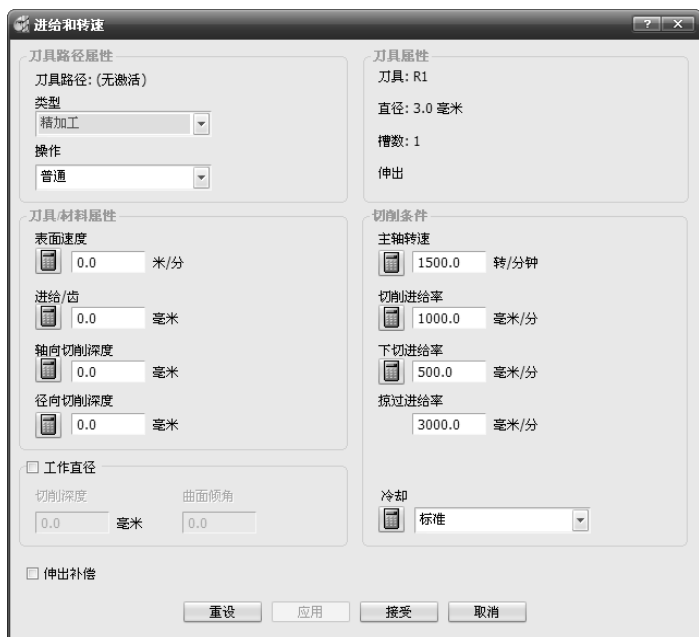 进给和转速
刀具路径属性
刀具路径: (无激活)
类型
精加工
操作
普通
刀具属性
刀具: R1
直径: 3.0 毫米
槽数: 1
伸出
刀具/材料属性
表面速度
0.0 米/分
进给/齿
0.0 毫米
轴向切削深度
0.0 毫米
径向切削深度
0.0 毫米
切削条件
主轴转速
1500.0 转/分钟
切削进给率
1000.0 毫米/分
下切进给率
500.0 毫米/分
掠过进给率
3000.0 毫米/分
工作直径
切削深度 曲面倾角
0.0 毫米 0.0
冷却
标准
伸出补偿
重设 应用 接受 取消